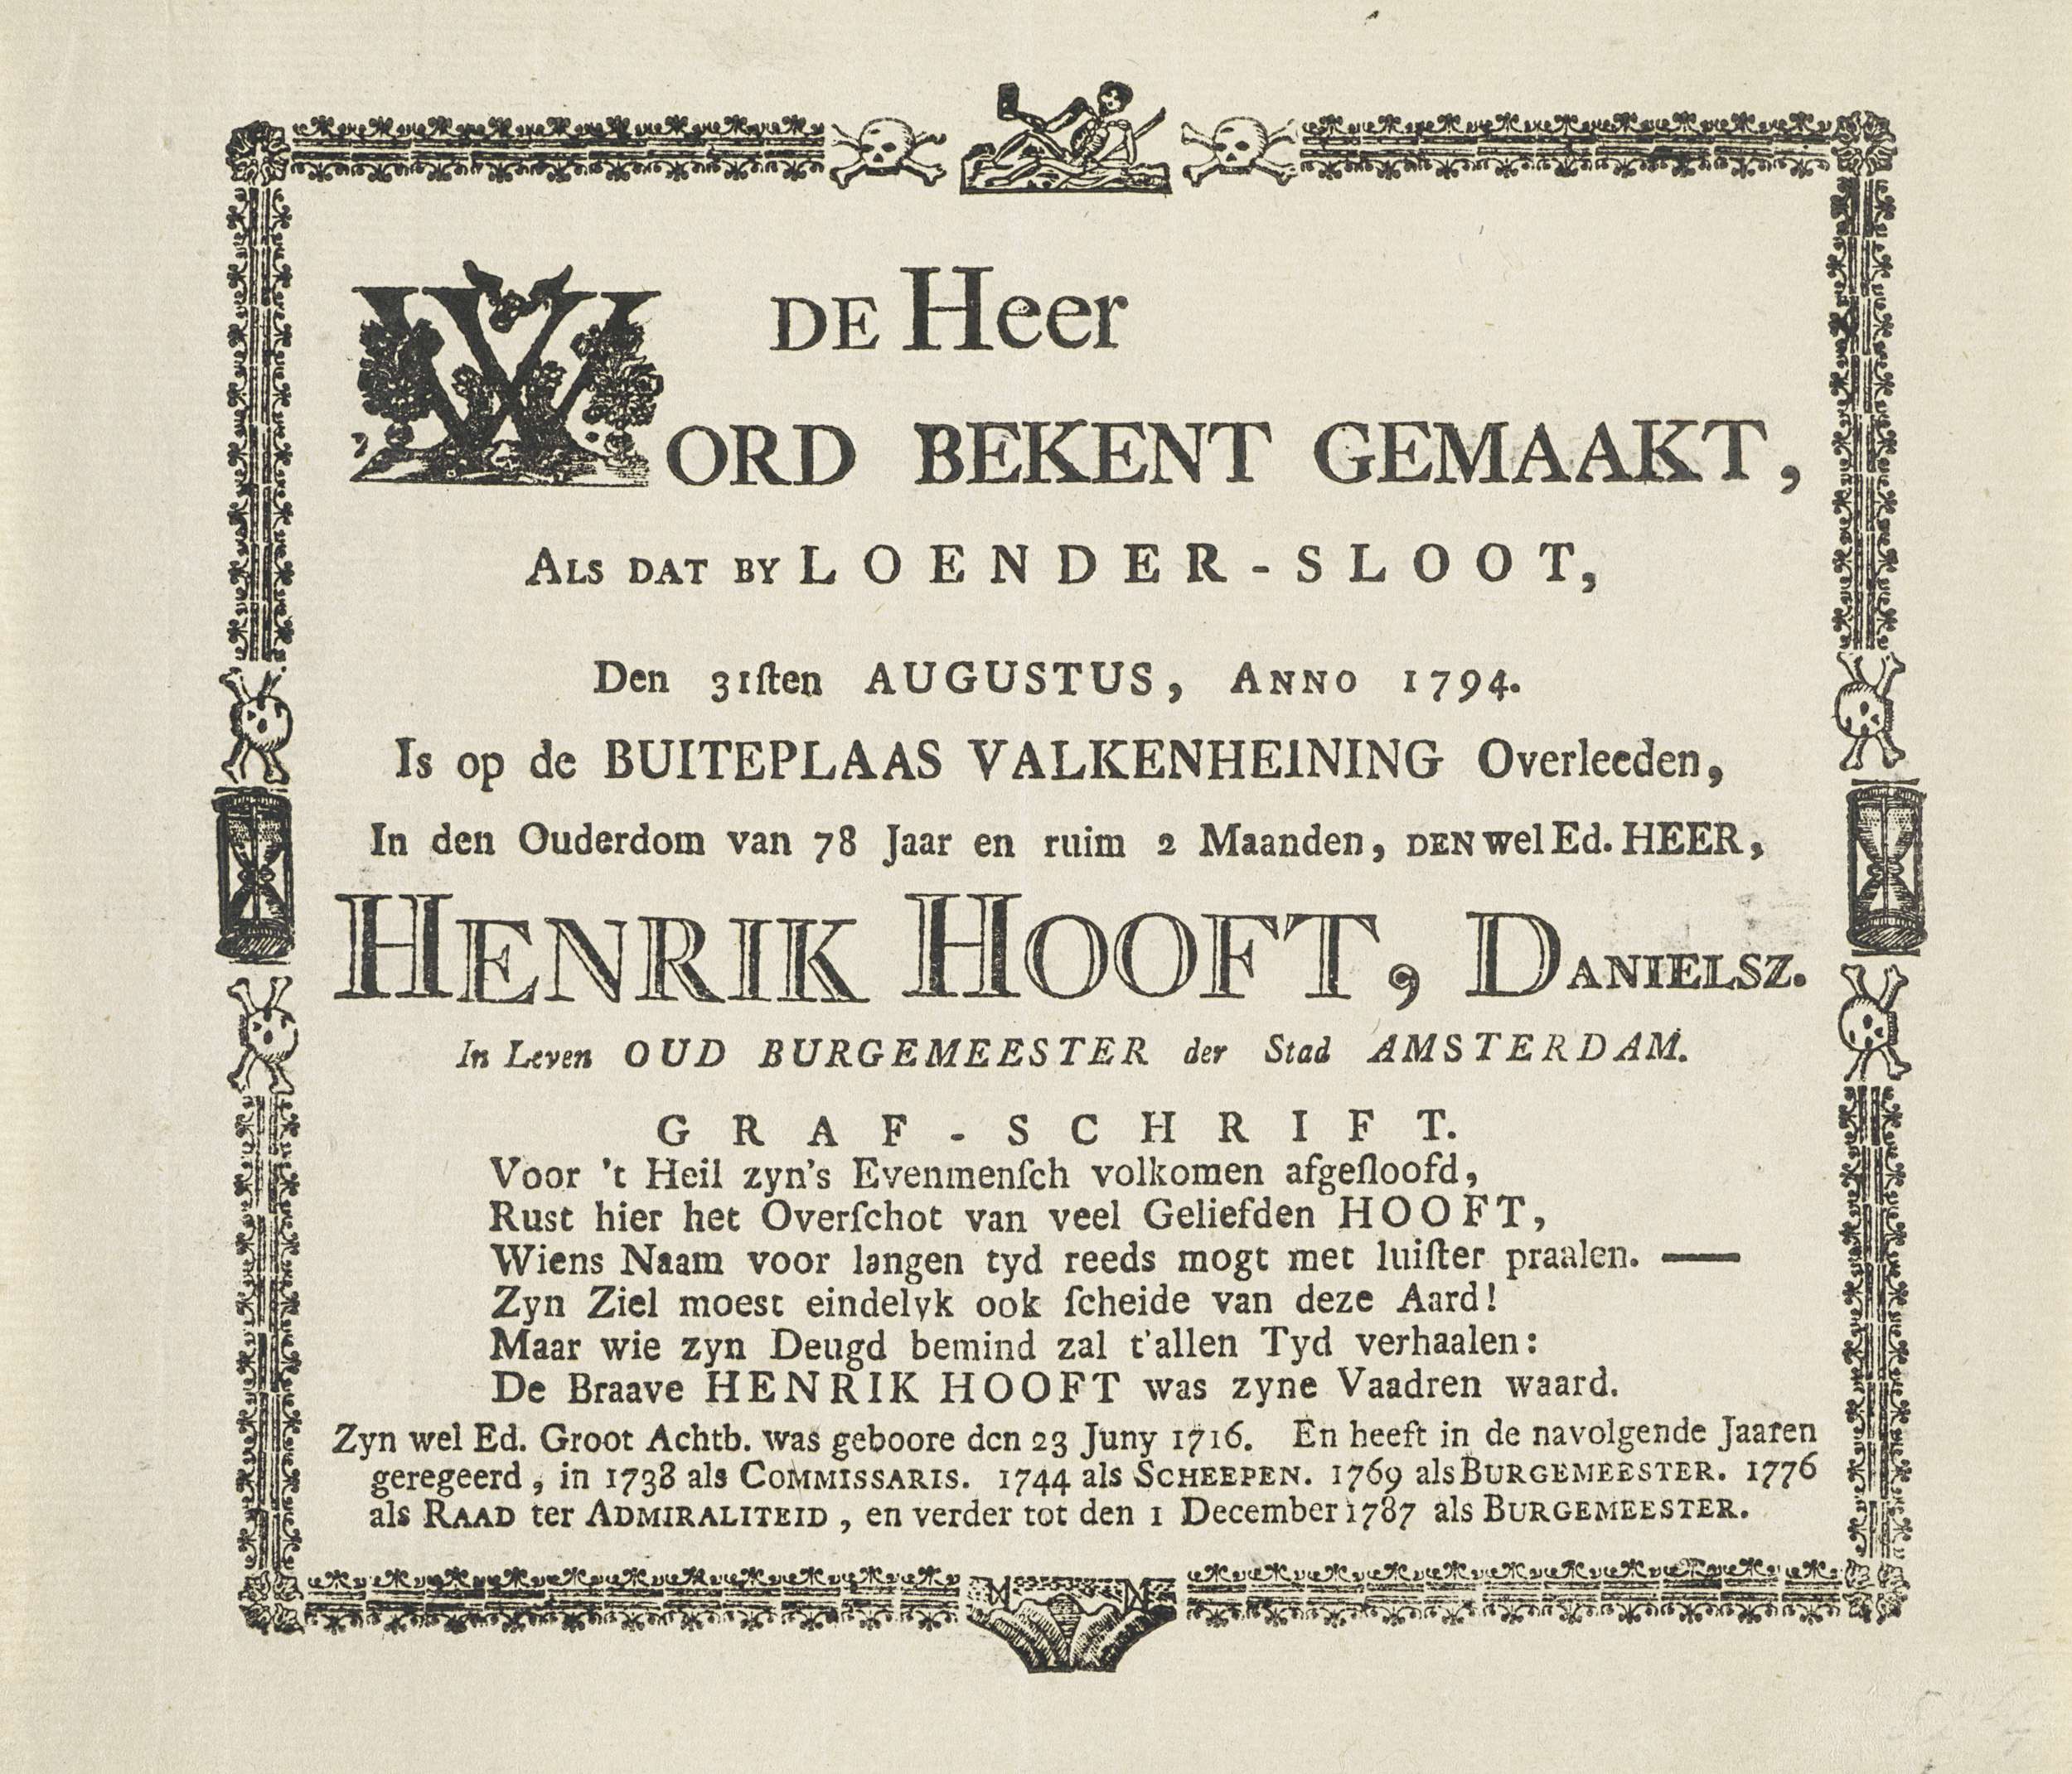 DE Heer
WORD BEKENT GEMAAKT,
ALS DAT BY LOENDER-SLOOT,
Den 31ſten AUGUSTUS, ANNO 1794.
Is op de BUITEPLAAS VALKENHEINING Overleeden,
In den Ouderdom van 78 Jaar en ruim 2 Maanden, DEN wel Ed. HEER,
HENRIK HOOFT, DANIELSZ.
In Leven OUD BURGEMEESTER der Stad AMSTERDAM.
GRAF-SCHRIFT.
Voor 't Heil zyn's Evenmenſch volkomen afgeſloofd,
Rust hier het Overſchot van veel Geliefden HOOFT,
Wiens Naam voor langen tyd reeds mogt met luiſter praalen. —
Zyn Ziel moest eindelyk ook ſcheide van deze Aard!
Maar wie zyn Deugd bemind zal t'allen Tyd verhaalen:
De Braave HENRIK HOOFT was zyne Vaadren waard.
Zyn wel Ed. Groot Achtb. was geboore den 23 Juny 1716. En heeft in de navolgende Jaaren
geregeerd, in 1738 als COMMISSARIS. 1744 als SCHEEPEN. 1769 als BURGEMEESTER. 1776
als RAAD ter ADMIRALITEID, en verder tot den 1 December 1787 als BURGEMEESTER.